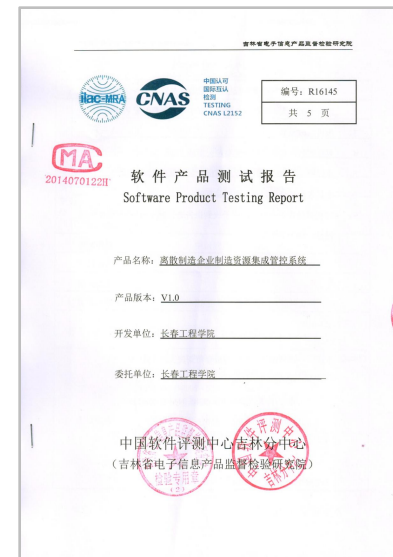 吉林省电子信息产品监督检验研究院
ilac-MRA
CNAS
中国认可
国际互认
检测
TESTING
CNAS L2152
编号：R16145
共 5 页
MA
2014070122H
软件产品测试报告
Software Product Testing Report
产品名称：离散制造企业制造资源集成管控系统
产品版本：V1.0
开发单位：长春工程学院
委托单位：长春工程学院
中国软件评测中心吉林分中心
（吉林省电子信息产品监督检验研究院）
检验专用章